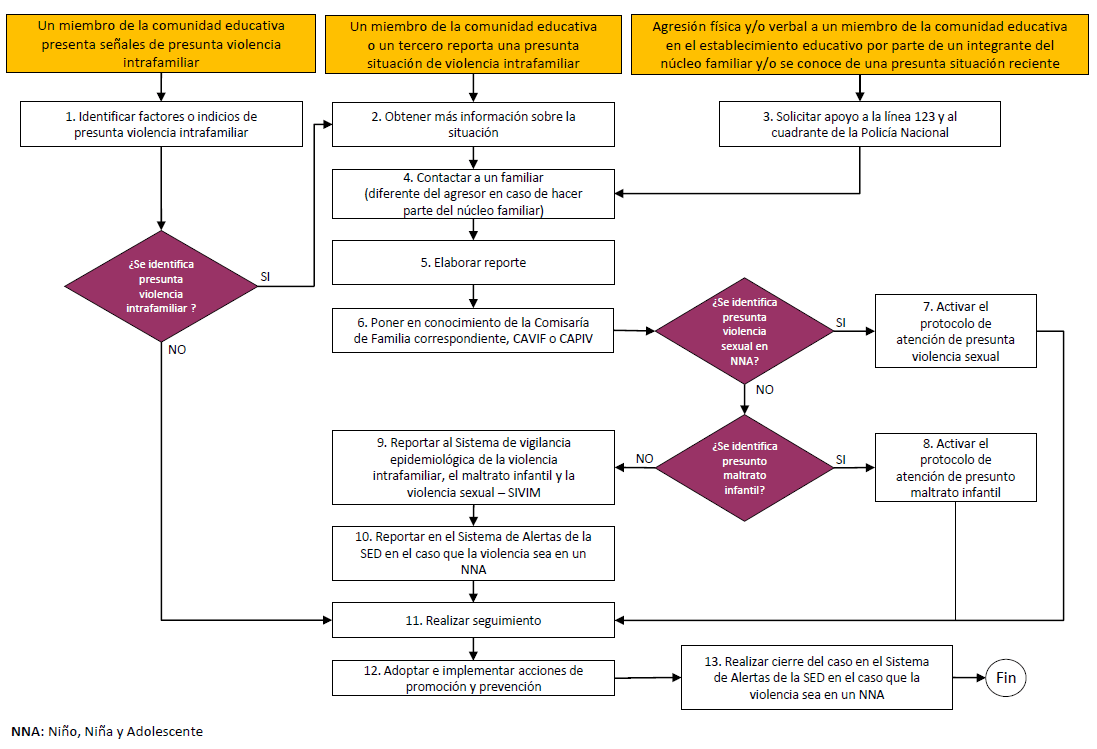 Un miembro de la comunidad educativa
presenta señales de presunta violencia
intrafamiliar
Un miembro de la comunidad educativa
o un tercero reporta una presunta
situación de violencia intrafamiliar
Agresión física y/o verbal a un miembro de la comunidad educativa
en el establecimiento educativo por parte de un integrante del
núcleo familiar y/o se conoce de una presunta situación reciente
1. Identificar factores o indicios de
presunta violencia intrafamiliar
2. Obtener más información sobre la
situación
3. Solicitar apoyo a la línea 123 y al
cuadrante de la Policía Nacional
4. Contactar a un familiar
(diferente del agresor en caso de hacer
parte del núcleo familiar)
¿Se identifica
presunta
violencia
intrafamiliar ?
SI
NO
5. Elaborar reporte
6. Poner en conocimiento de la Comisaría
de Familia correspondiente, CAVIF o CAPIV
¿Se identifica
presunta
violencia
sexual en
NNA?
SI
NO
7. Activar el
protocolo de
atención de presunta
violencia sexual
¿Se identifica
presunto
maltrato
infantil?
NO
SI
8. Activar el
protocolo de
atención de presunto
maltrato infantil
9. Reportar al Sistema de vigilancia
epidemiológica de la violencia
intrafamiliar, el maltrato infantil y la
violencia sexual – SIVIM
10. Reportar en el Sistema de Alertas de la
SED en el caso que la violencia sea en un
NNA
11. Realizar seguimiento
12. Adoptar e implementar acciones de
promoción y prevención
13. Realizar cierre del caso en el Sistema
de Alertas de la SED en el caso que la
violencia sea en un NNA
Fin
NNA: Niño, Niña y Adolescente